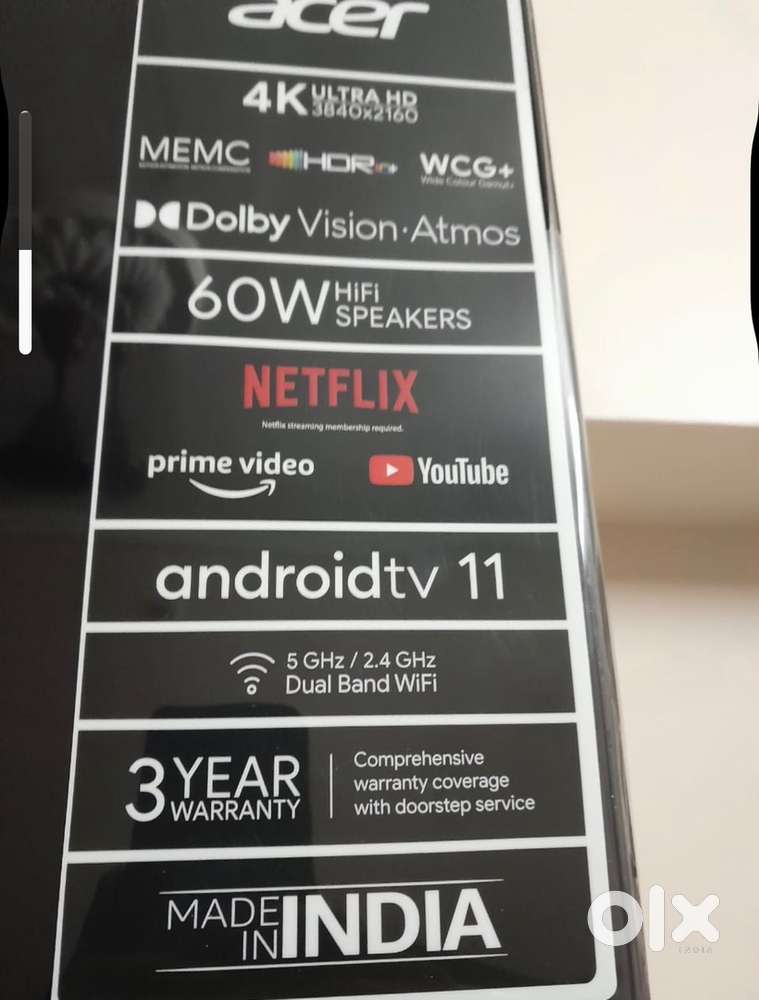 acer
4K ULTRA HD
3840x2160
MEMC HDR10+ WCG+
Wide Colour Gamut+
Dolby Vision·Atmos
60W HiFi
SPEAKERS
NETFLIX
Netflix streaming membership required.
prime video YouTube
androidtv 11
5 GHz / 2.4 GHz
Dual Band WiFi
3 YEAR
WARRANTY
Comprehensive
warranty coverage
with doorstep service
MADE
IN INDIA
olx
INDIA